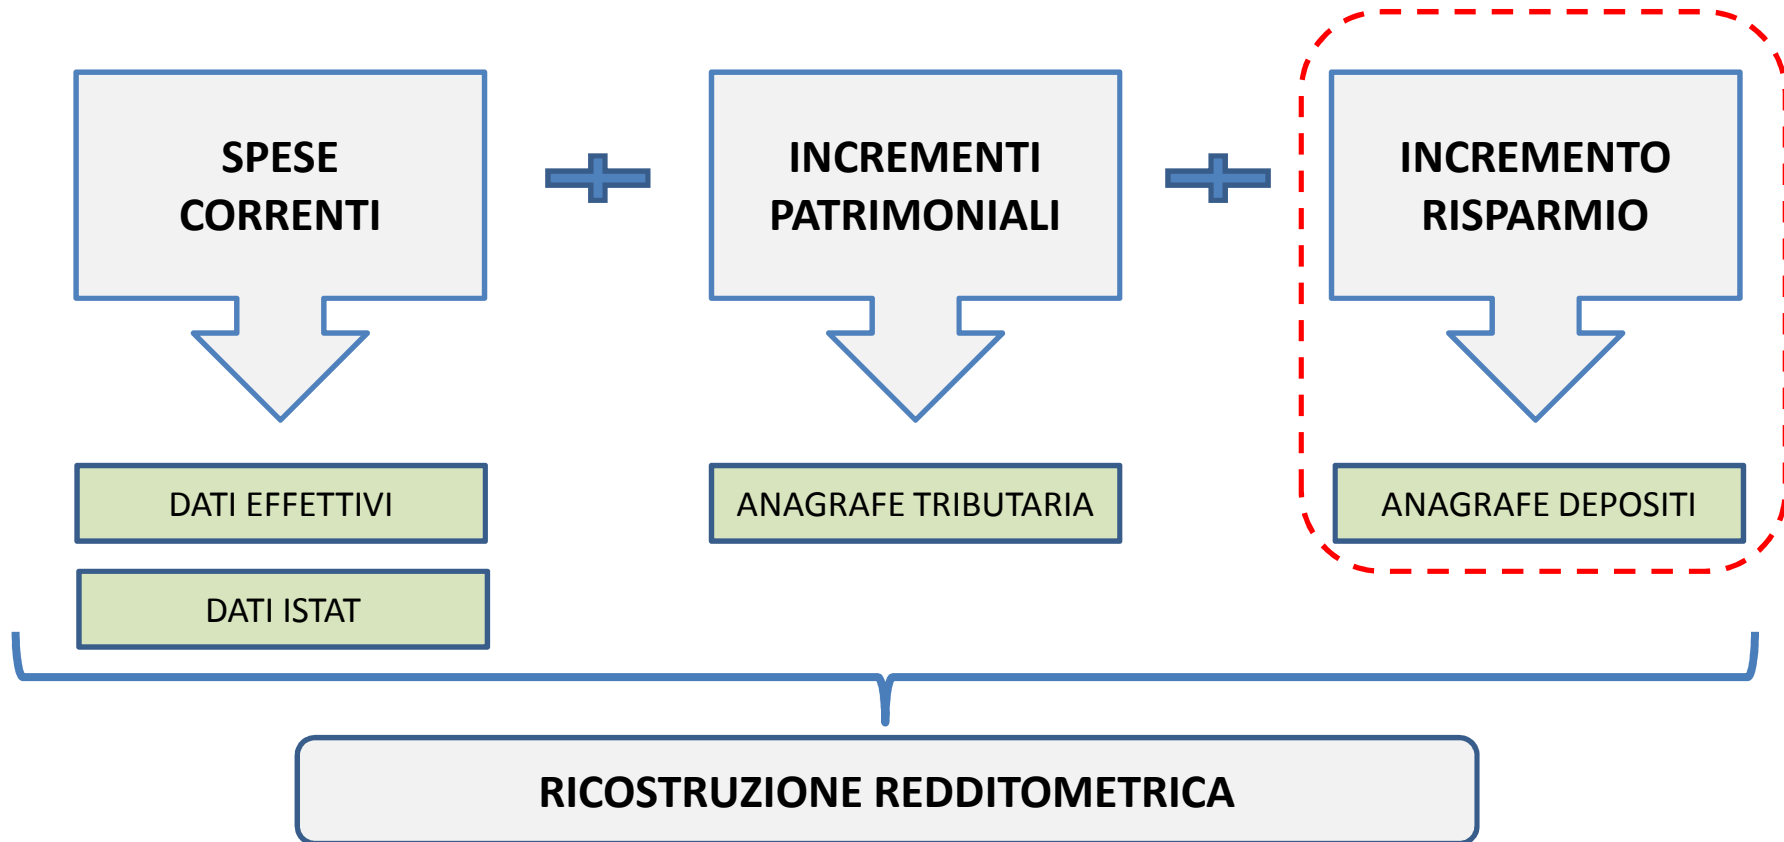 SPESE
CORRENTI
INCREMENTI
PATRIMONIALI
INCREMENTO
RISPARMIO
DATI EFFETTIVI
ANAGRAFE TRIBUTARIA
ANAGRAFE DEPOSITI
DATI ISTAT
RICOSTRUZIONE REDDITOMETRICA